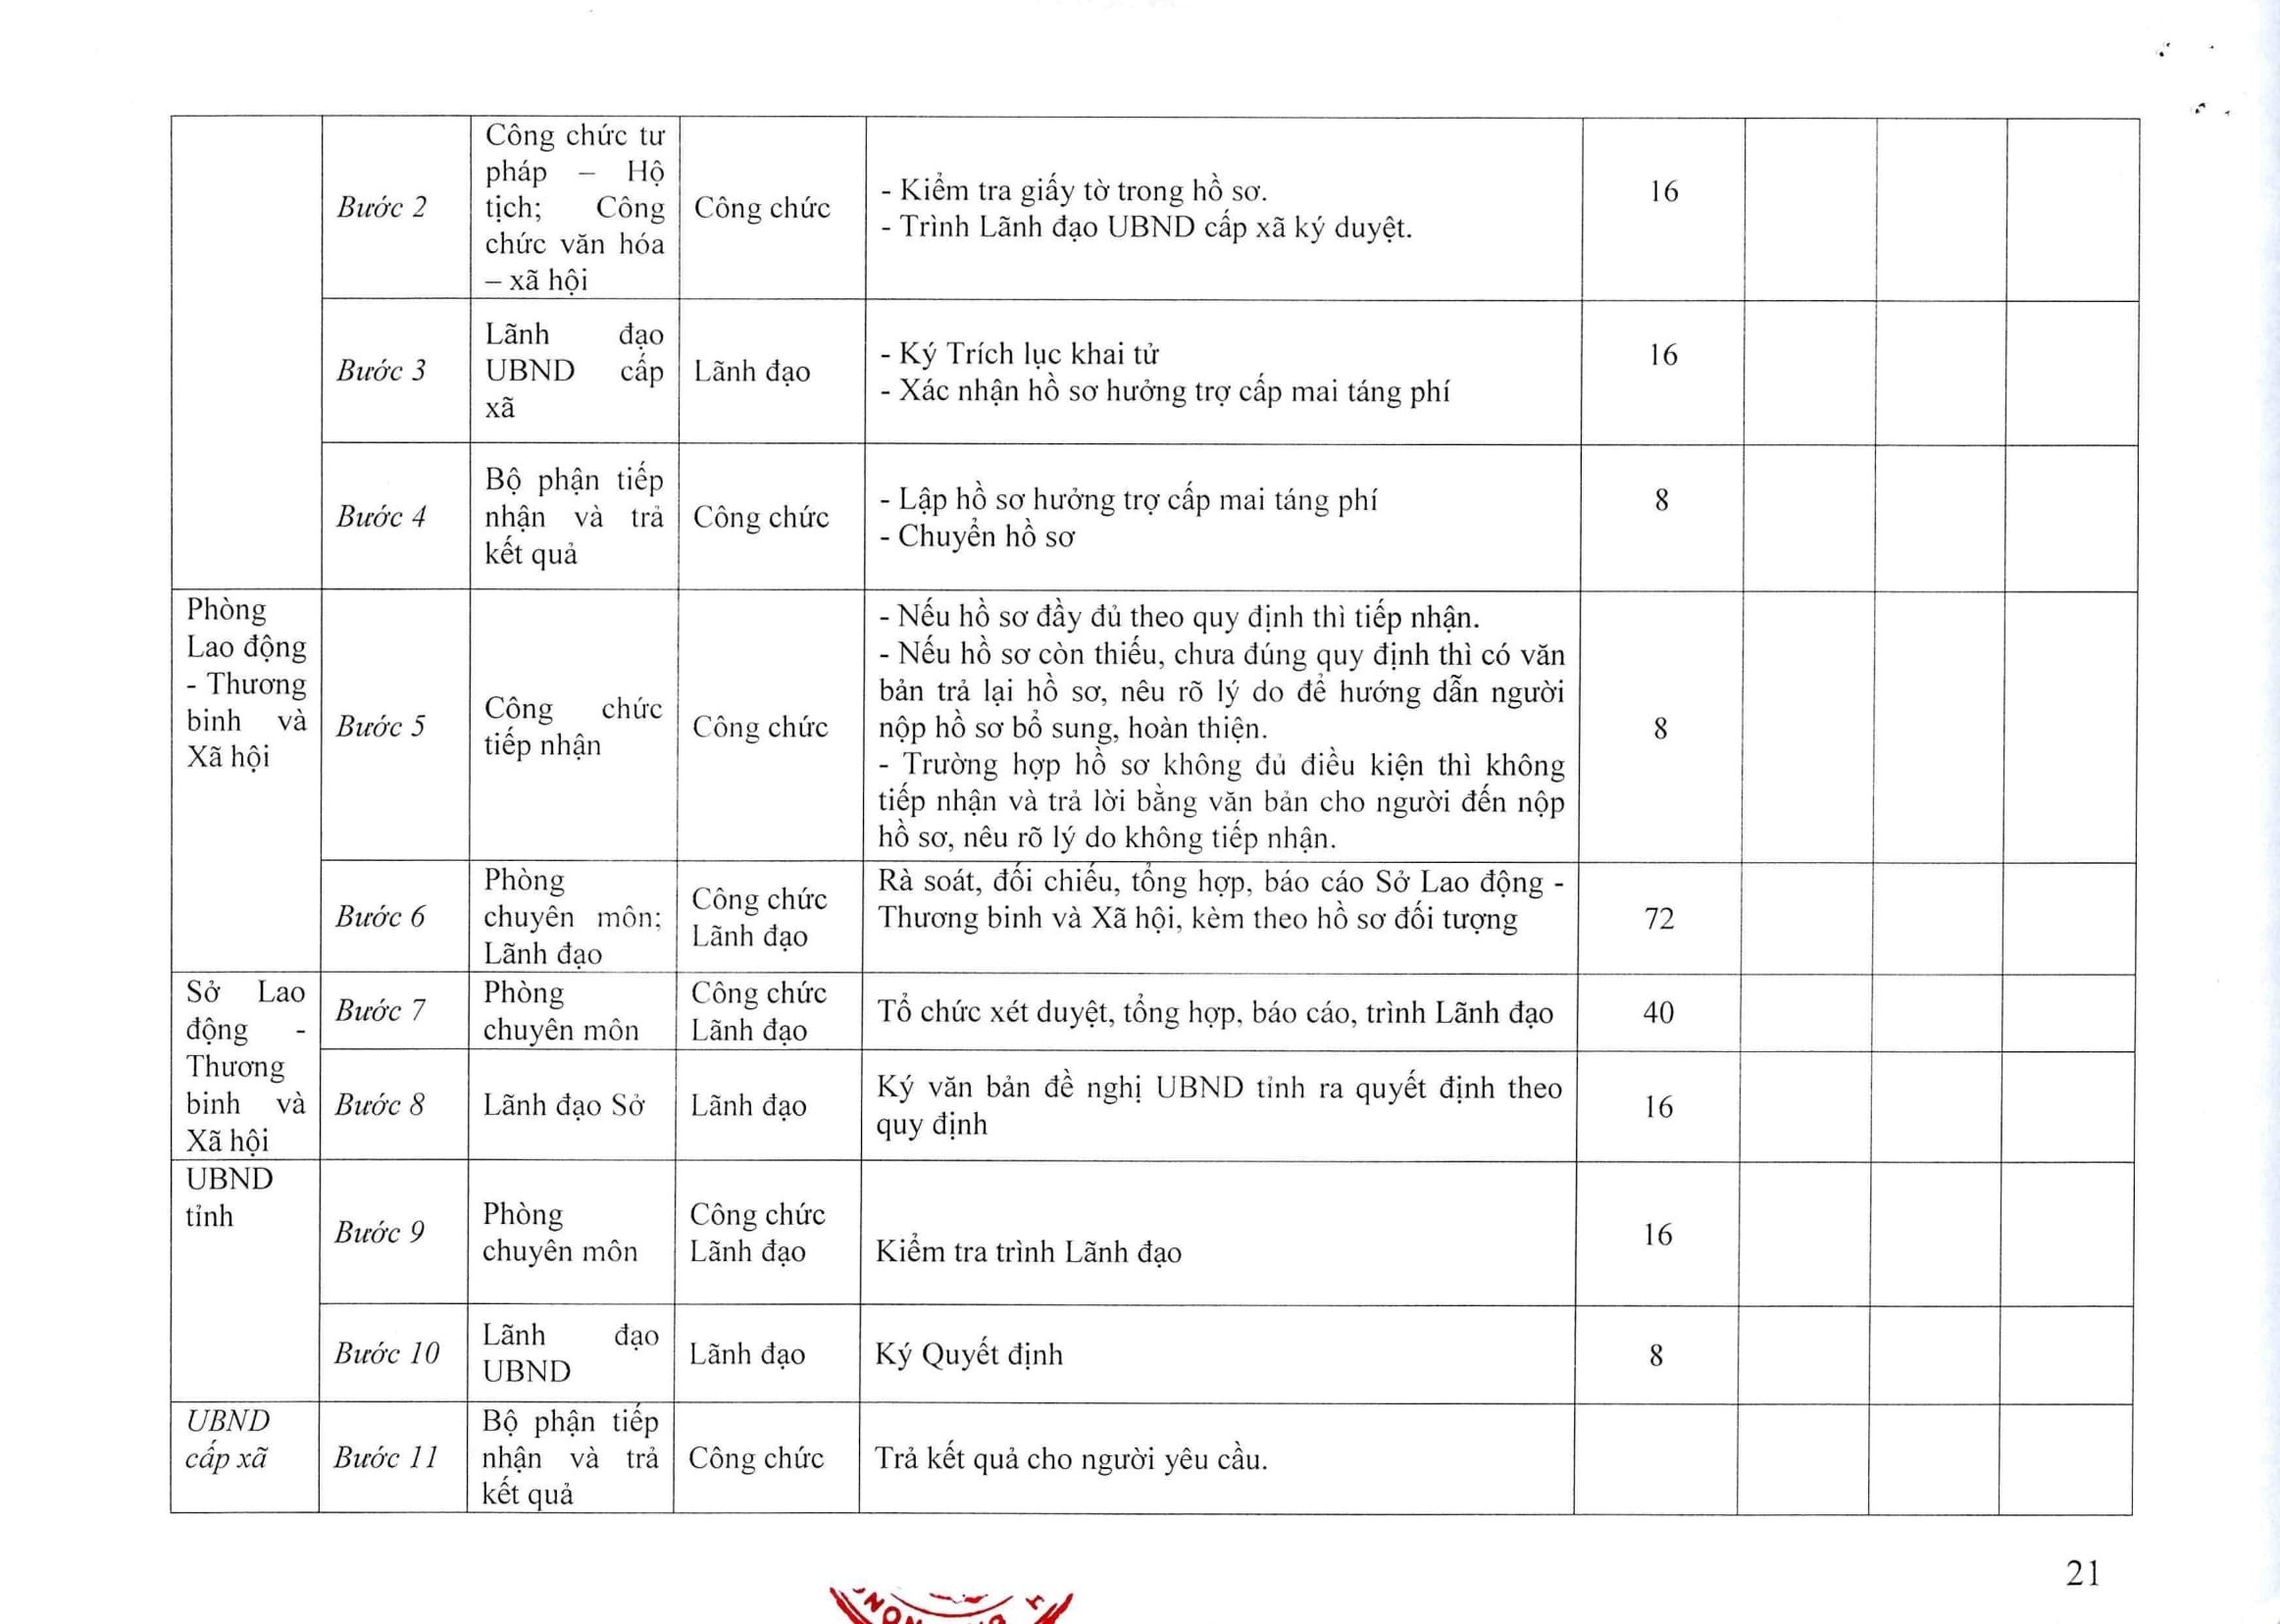 Bước 2
Công chức tư
pháp – Hộ
tịch; Công
chức văn hóa
– xã hội
Công chức
- Kiểm tra giấy tờ trong hồ sơ.
- Trình Lãnh đạo UBND cấp xã ký duyệt.
16
Bước 3
Lãnh đạo
UBND cấp
xã
Lãnh đạo
- Ký Trích lục khai tử
- Xác nhận hồ sơ hưởng trợ cấp mai táng phí
16
Bước 4
Bộ phận tiếp
nhận và trả
kết quả
Công chức
- Lập hồ sơ hưởng trợ cấp mai táng phí
- Chuyển hồ sơ
8
Phòng
Lao động
- Thương
binh và
Xã hội
Bước 5
Công chức
tiếp nhận
Công chức
- Nếu hồ sơ đầy đủ theo quy định thì tiếp nhận.
- Nếu hồ sơ còn thiếu, chưa đúng quy định thì có văn
bản trả lại hồ sơ, nêu rõ lý do để hướng dẫn người
nộp hồ sơ bổ sung, hoàn thiện.
- Trường hợp hồ sơ không đủ điều kiện thì không
tiếp nhận và trả lời bằng văn bản cho người đến nộp
hồ sơ, nêu rõ lý do không tiếp nhận.
8
Bước 6
Phòng
chuyên môn;
Lãnh đạo
Công chức
Lãnh đạo
Rà soát, đối chiếu, tổng hợp, báo cáo Sở Lao động -
Thương binh và Xã hội, kèm theo hồ sơ đối tượng
72
Sở Lao
động -
Thương
binh và
Xã hội
Bước 7
Phòng
chuyên môn
Công chức
Lãnh đạo
Tổ chức xét duyệt, tổng hợp, báo cáo, trình Lãnh đạo
40
Bước 8
Lãnh đạo Sở
Lãnh đạo
Ký văn bản đề nghị UBND tỉnh ra quyết định theo
quy định
16
UBND
tỉnh
Bước 9
Phòng
chuyên môn
Công chức
Lãnh đạo
Kiểm tra trình Lãnh đạo
16
Bước 10
Lãnh đạo
UBND
Lãnh đạo
Ký Quyết định
8
UBND
cấp xã
Bước 11
Bộ phận tiếp
nhận và trả
kết quả
Công chức
Trả kết quả cho người yêu cầu.
21